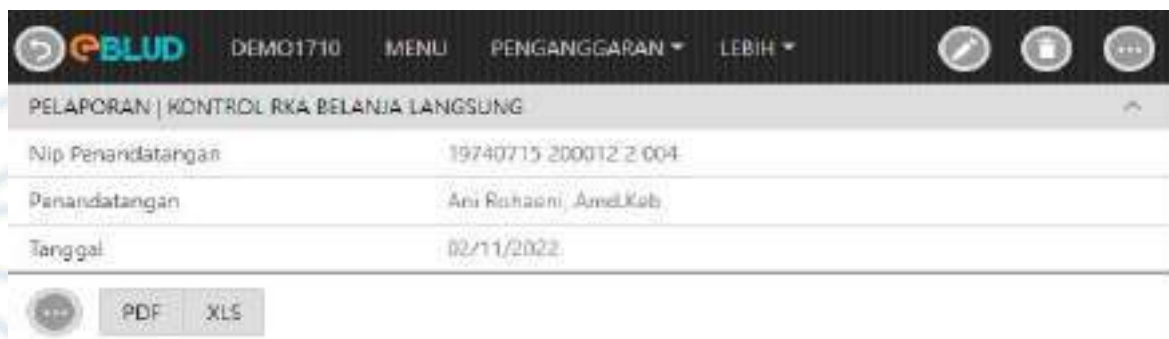 eBLUD DEMO1710 MENU PENGANGGARAN LEBIH
PELAPORAN | KONTROL RKA BELANJA LANGSUNG
Nip Penandatangan 19740715 200012 2 004
Penandatangan Ani Rohaeni, Amd.Keb
Tanggal 02/11/2022
PDF XLS